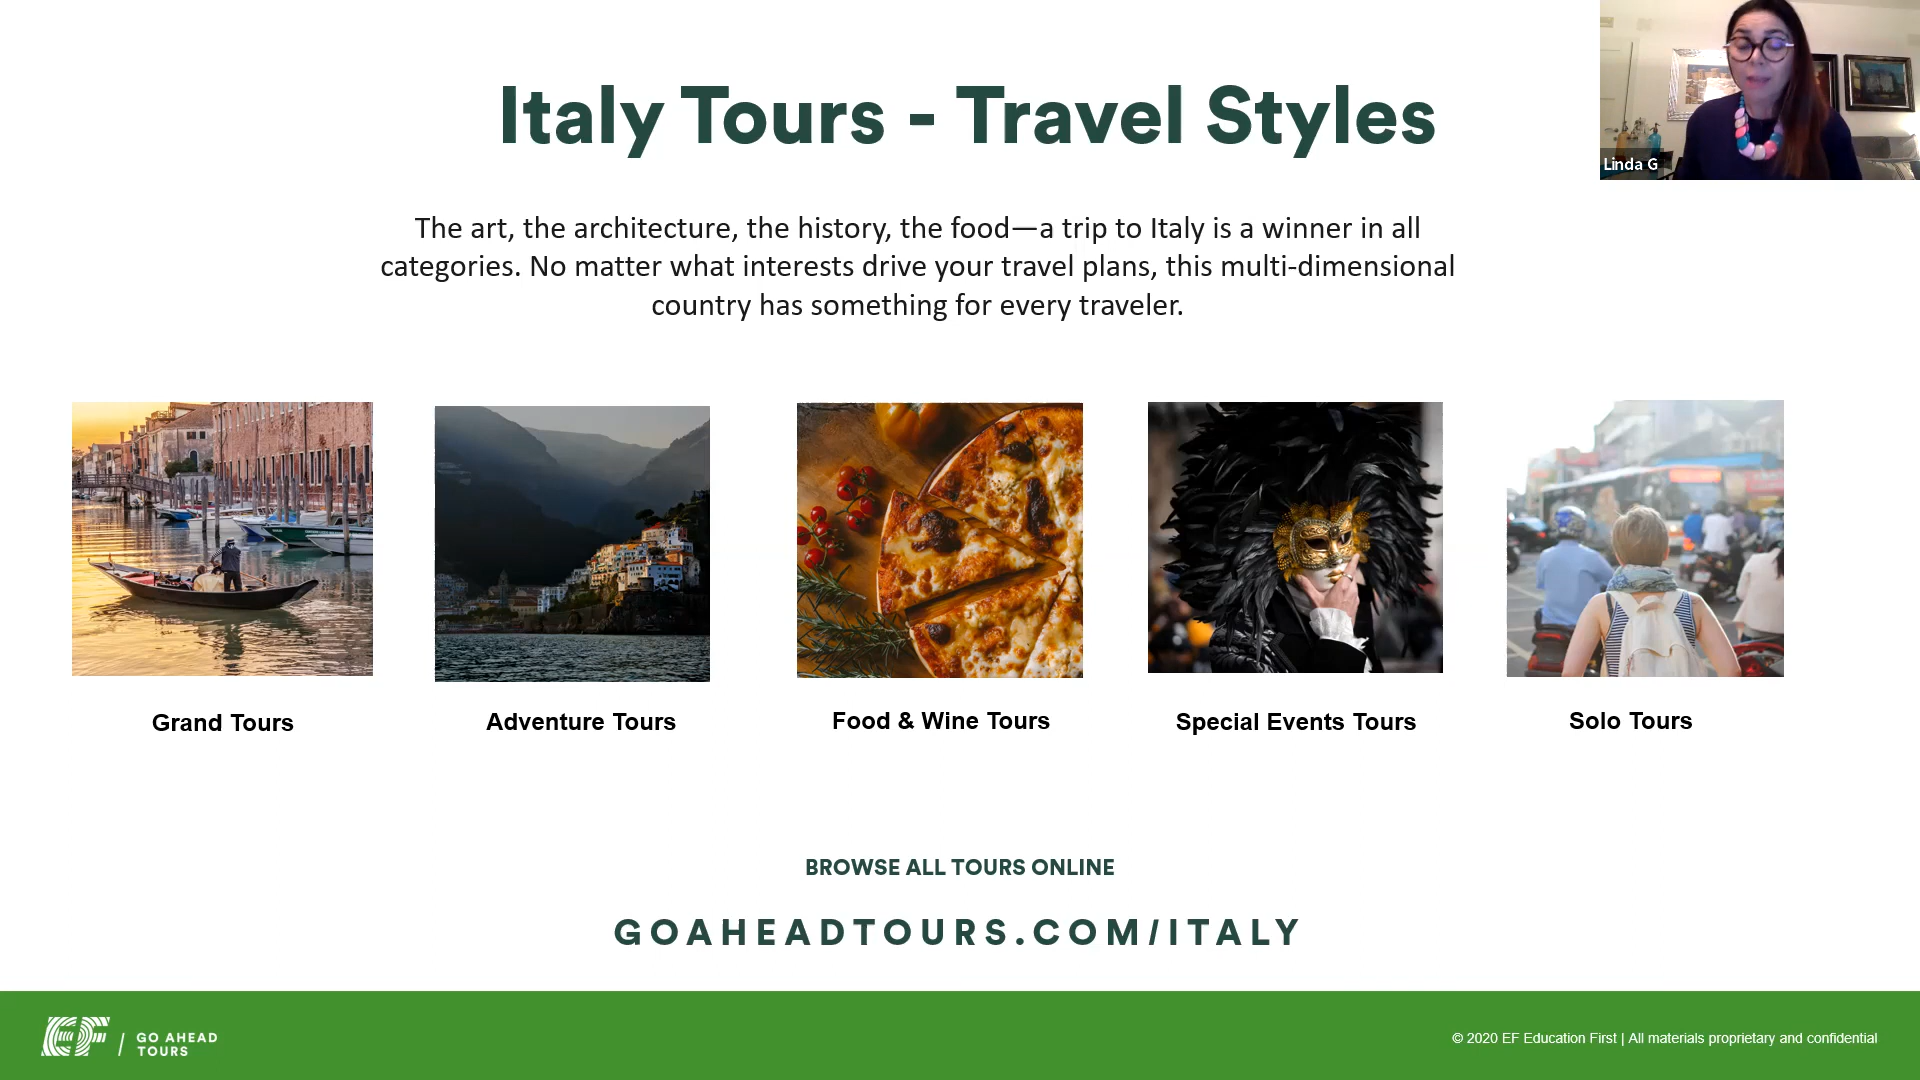 Italy Tours - Travel Styles
Linda G
The art, the architecture, the history, the food—a trip to Italy is a winner in all
categories. No matter what interests drive your travel plans, this multi-dimensional
country has something for every traveler.
Grand Tours
Adventure Tours
Food & Wine Tours
Special Events Tours
Solo Tours
BROWSE ALL TOURS ONLINE
GOAHEADTOURS.COM/ITALY
EF / GO AHEAD
TOURS
© 2020 EF Education First | All materials proprietary and confidential